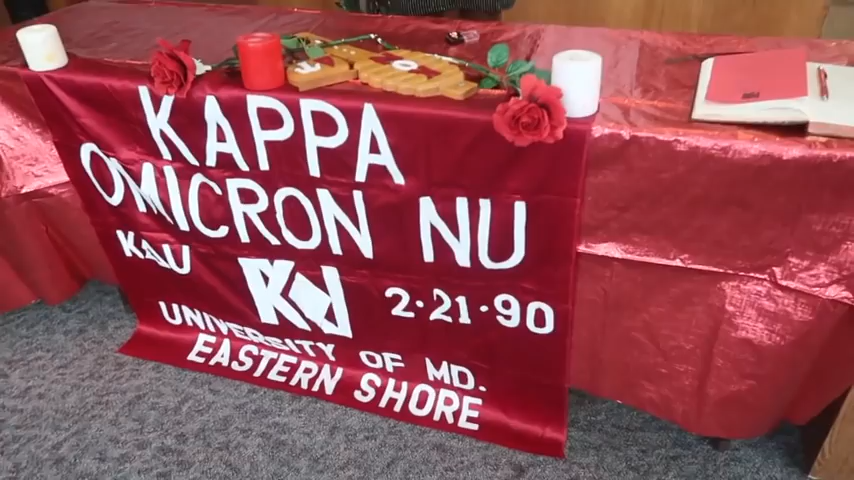 KAPPA
OMICRON NU
KAU
2·21·90
UNIVERSITY OF MD.
EASTERN SHORE